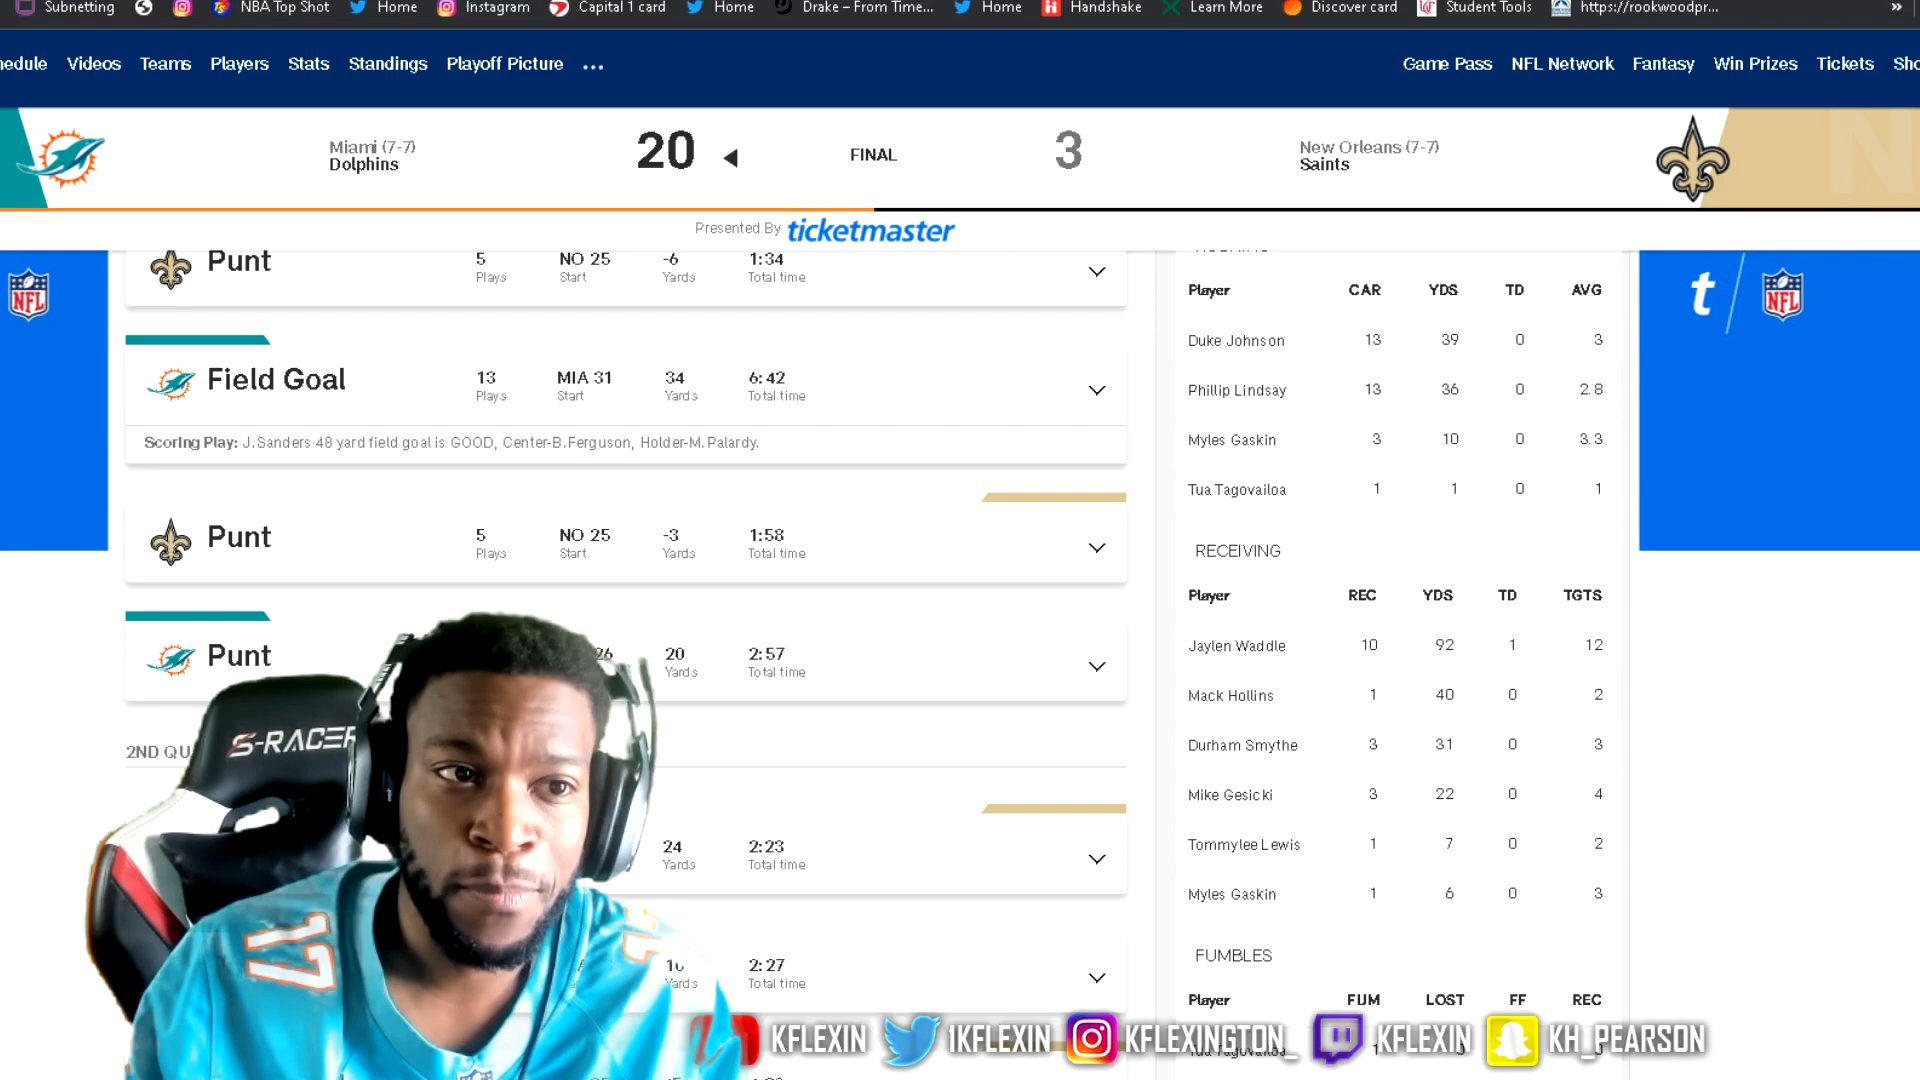 Subnetting NBA Top Shot Home Instagram Capital 1 card Home Drake – From Time... Home Handshake Learn More Discover card Student Tools https://rookwoodpr... »
Videos Teams Players Stats Standings Playoff Picture ... Game Pass NFL Network Fantasy Win Prizes Tickets
Miami (7-7)
Dolphins
20
FINAL
3
New Orleans (7-7)
Saints
Presented By ticketmaster
NFL
t / NFL
Punt 5 NO 25 -6 1:34
Plays Start Yards Total time
Field Goal 13 MIA 31 34 6:42
Plays Start Yards Total time
Scoring Play: J.Sanders 48 yard field goal is GOOD, Center-B.Ferguson, Holder-M.Palardy.
Punt 5 NO 25 -3 1:58
Plays Start Yards Total time
Punt 26 20 2:57
Yards Total time
2ND
24 2:23
Yards Total time
2:27
Yards Total time
S-RACER
17
Player CAR YDS TD AVG
Duke Johnson 13 39 0 3
Phillip Lindsay 13 36 0 2.8
Myles Gaskin 3 10 0 3.3
Tua Tagovailoa 1 1 0 1
RECEIVING
Player REC YDS TD TGTS
Jaylen Waddle 10 92 1 12
Mack Hollins 1 40 0 2
Durham Smythe 3 31 0 3
Mike Gesicki 3 22 0 4
Tommylee Lewis 1 7 0 2
Myles Gaskin 1 6 0 3
FUMBLES
Player FUM LOST FF REC
Tua Tagovailoa
KFLEXIN 1KFLEXIN KFLEXINGTON_ KFLEXIN KH_PEARSON